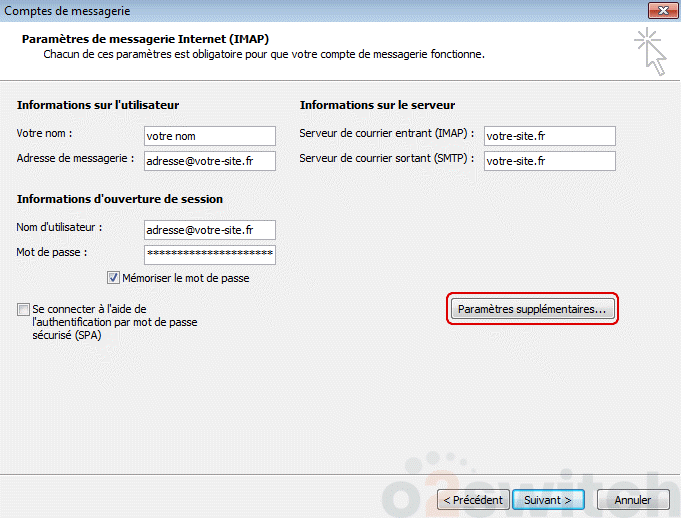 Comptes de messagerie
Paramètres de messagerie Internet (IMAP)
Chacun de ces paramètres est obligatoire pour que votre compte de messagerie fonctionne.
Informations sur l'utilisateur
Votre nom :
votre nom
Adresse de messagerie :
adresse@votre-site.fr
Informations sur le serveur
Serveur de courrier entrant (IMAP) :
votre-site.fr
Serveur de courrier sortant (SMTP) :
votre-site.fr
Informations d'ouverture de session
Nom d'utilisateur :
adresse@votre-site.fr
Mot de passe :
*********************
Mémoriser le mot de passe
Se connecter à l'aide de
l'authentification par mot de passe
sécurisé (SPA)
Paramètres supplémentaires...
o2switch
< Précédent
Suivant >
Annuler